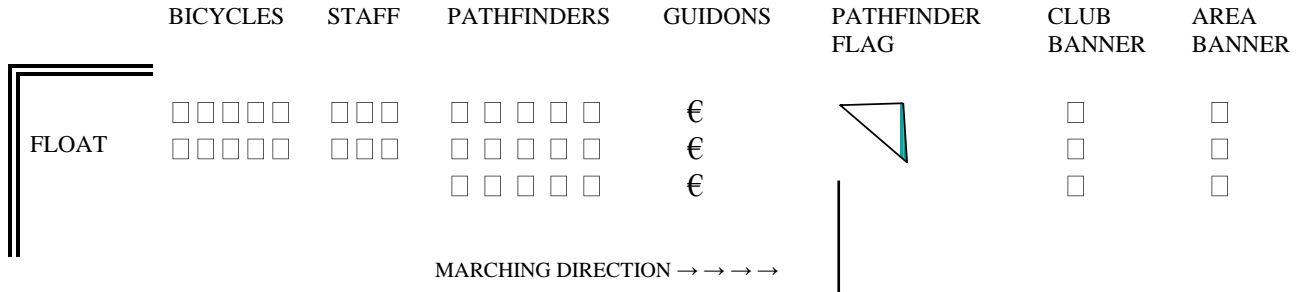 BICYCLES STAFF PATHFINDERS GUIDONS PATHFINDER FLAG CLUB BANNER AREA BANNER
□ □ □ □ □ □ □ □ □ □ □ □ □ € □ □
FLOAT □ □ □ □ □ □ □ □ □ □ □ □ □ € □ □
□ □ □ □ □ € □ □
MARCHING DIRECTION → → → →